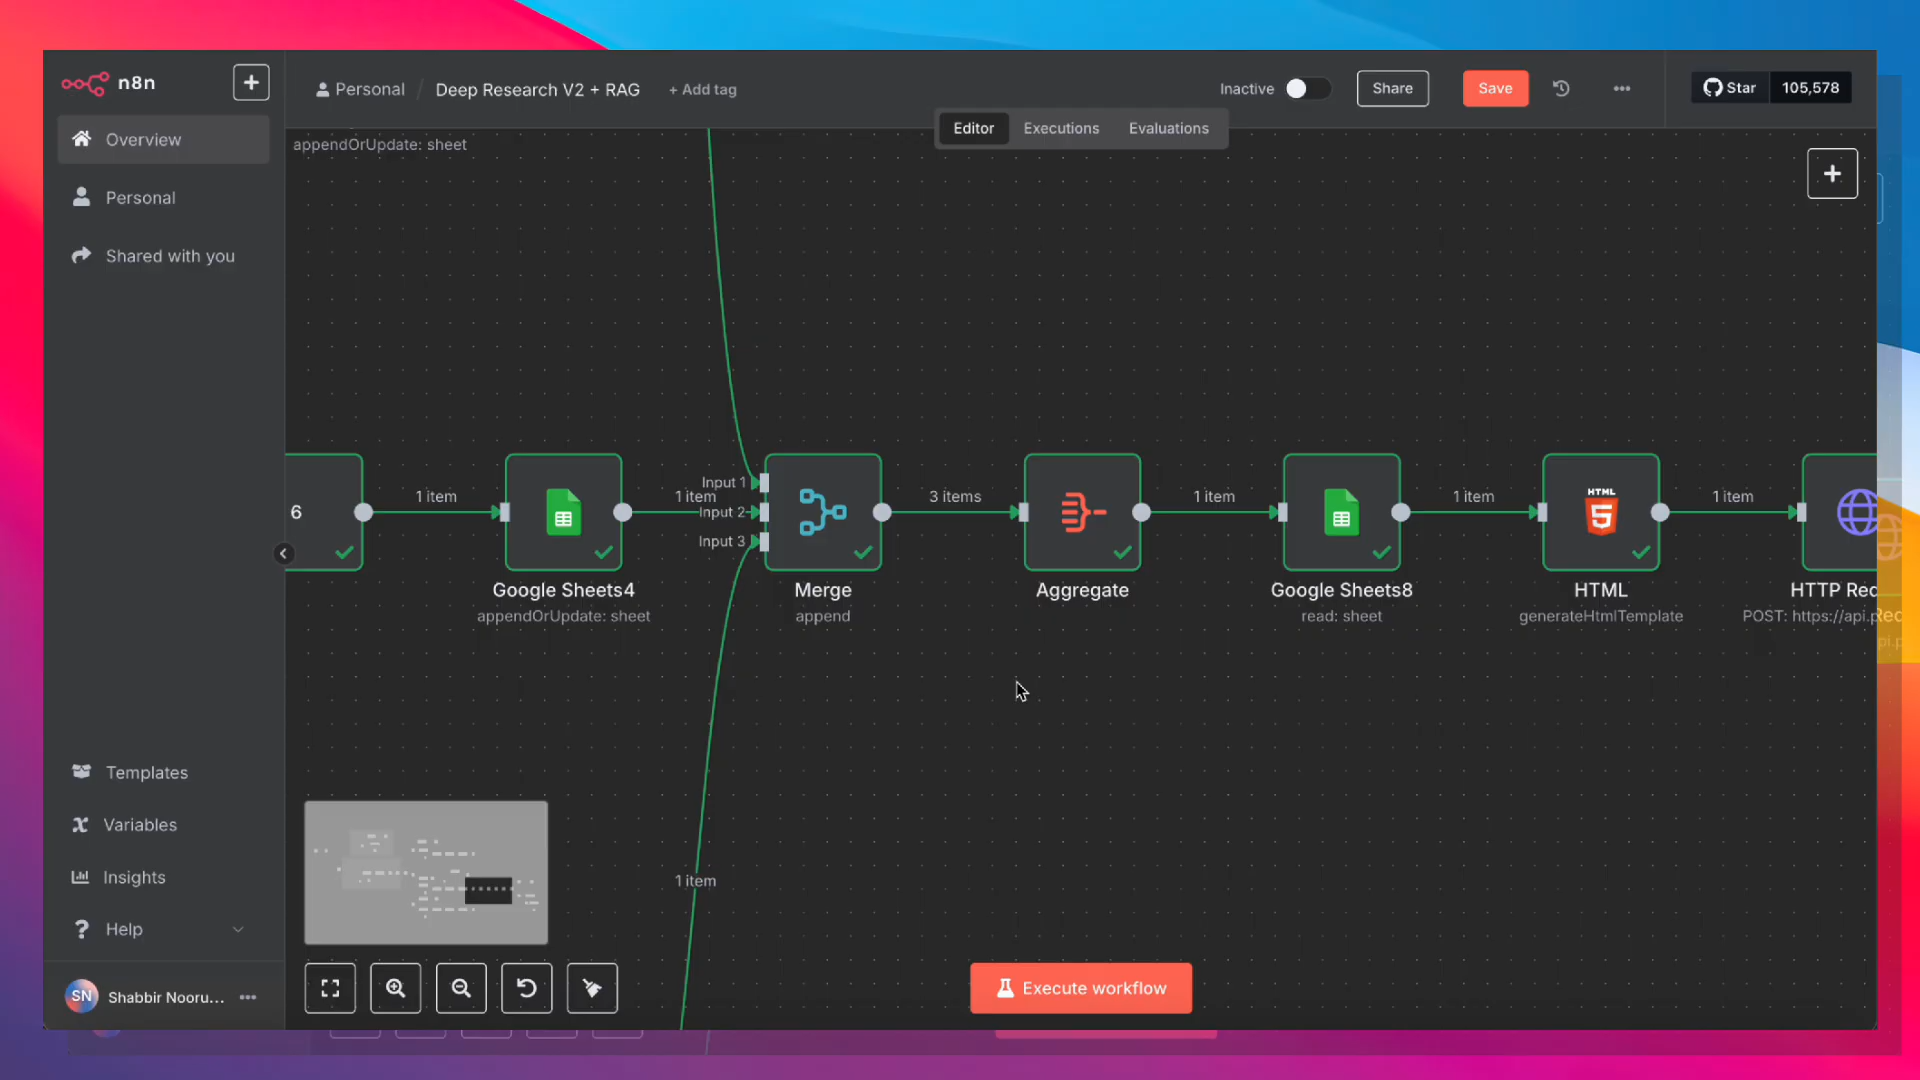 n8n
Personal / Deep Research V2 + RAG + Add tag
Inactive
Share
Save
Star 105,578
Editor Executions Evaluations
Overview
Personal
Shared with you
appendOrUpdate: sheet
6
1 item
1 item
Input 1
Input 2
Input 3
3 items
1 item
1 item
1 item
HTML
Google Sheets4
appendOrUpdate: sheet
Merge
append
Aggregate
Google Sheets8
read: sheet
HTML
generateHtmlTemplate
HTTP Rec
POST: https://api.p
1 item
Templates
Variables
Insights
Help
SN Shabbir Nooru...
Execute workflow